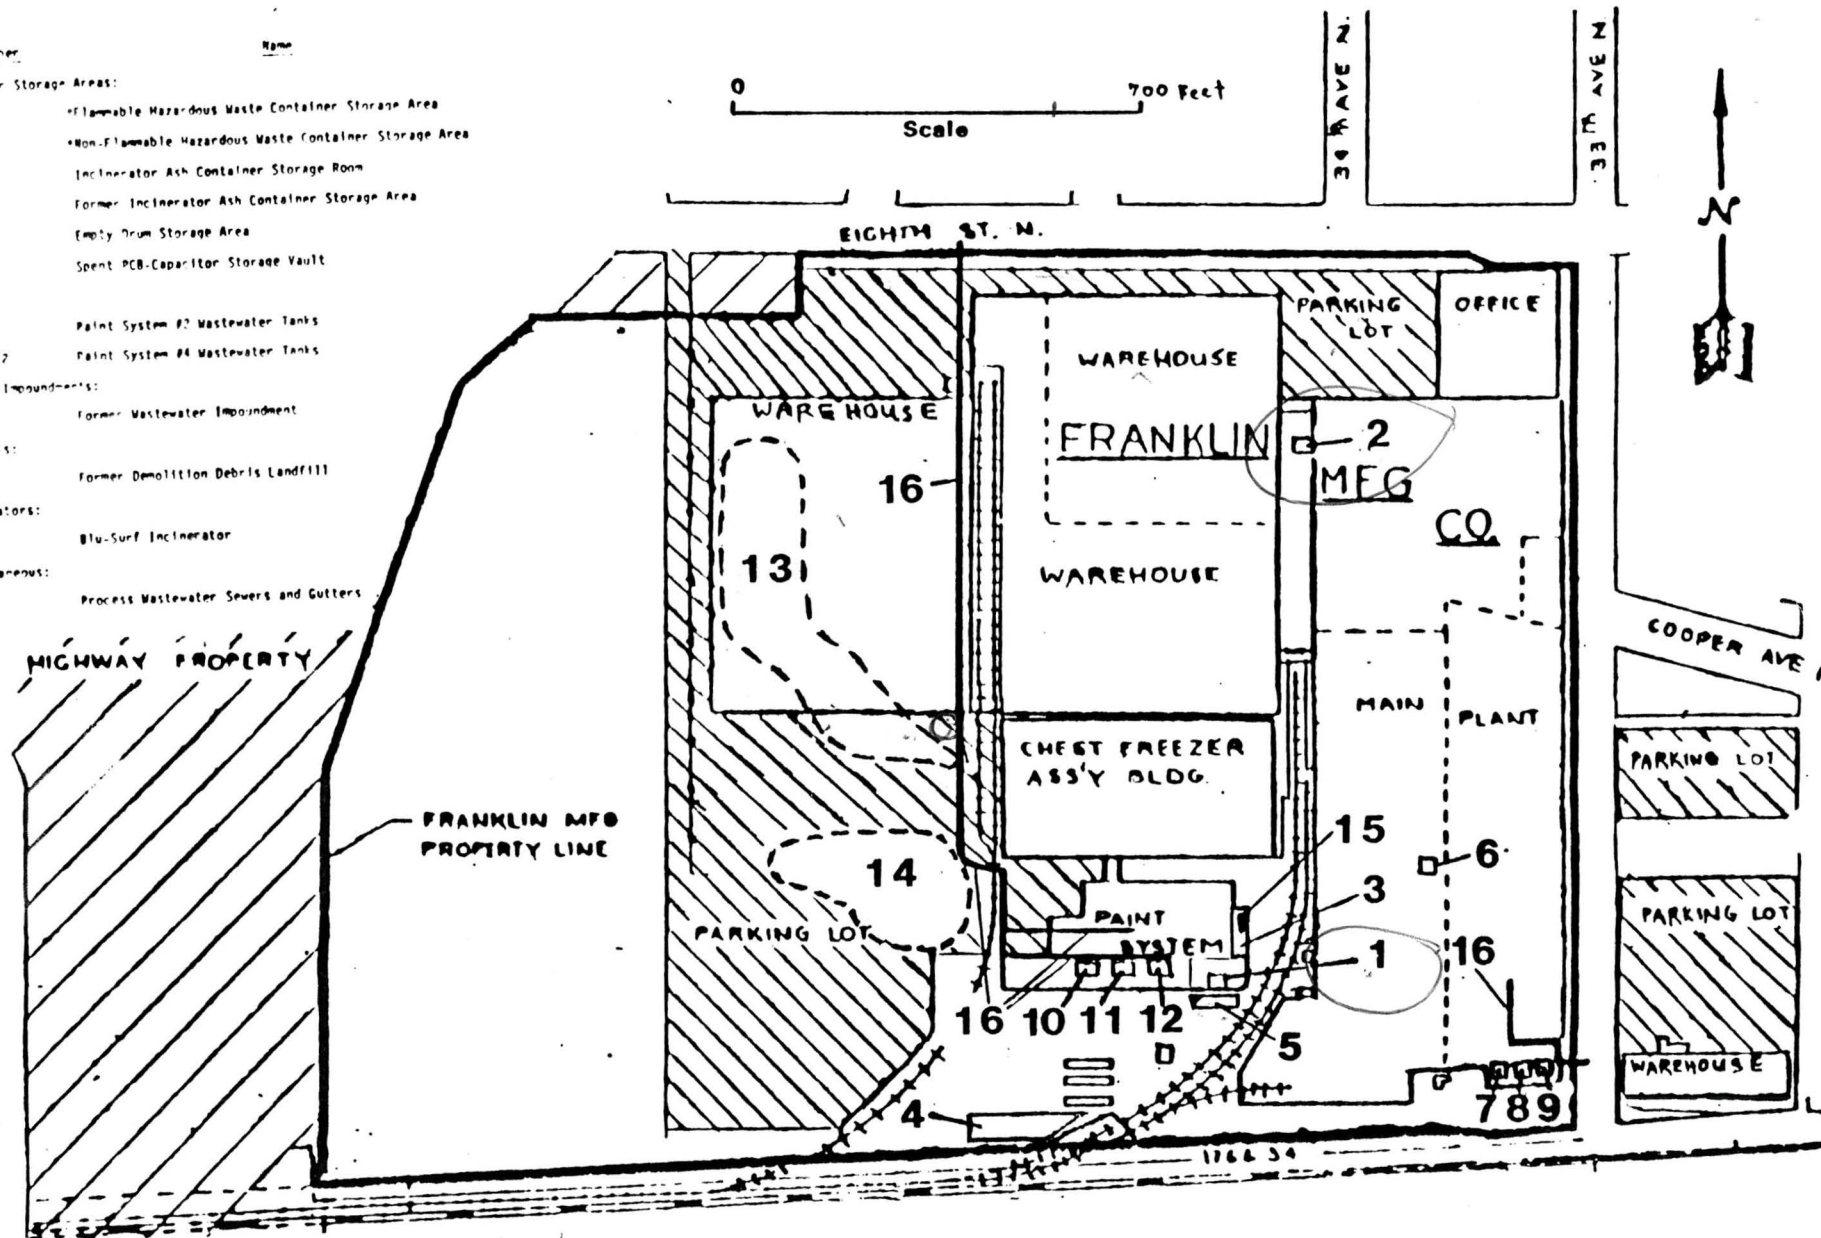 Name
Storage Areas:
*Flammable Hazardous Waste Container Storage Area
*Non-Flammable Hazardous Waste Container Storage Area
Incinerator Ash Container Storage Room
Former Incinerator Ash Container Storage Area
Empty Drum Storage Area
Spent PCB-Capacitor Storage Vault
Paint System #2 Wastewater Tanks
2 Paint System #4 Wastewater Tanks
Impoundments:
Former Wastewater Impoundment
s:
Former Demolition Debris Landfill
ators:
Blu-Surf Incinerator
aneous:
Process Wastewater Sewers and Gutters
0 700 Feet
Scale
34TH AVE N.
33 AVE N
N
EIGHTH ST. N.
PARKING
LOT
OFFICE
WAREHOUSE
WAREHOUSE
FRANKLIN
2
MFG
CO.
16
13
WAREHOUSE
HIGHWAY PROPERTY
COOPER AVE
MAIN PLANT
CHEST FREEZER
ASS'Y BLDG.
PARKING LOT
FRANKLIN MFG
PROPERTY LINE
15
6
14
3
PAINT
SYSTEM
PARKING LOT
PARKING LOT
1
16
16 10 11 12
5
WAREHOUSE
4
7 8 9